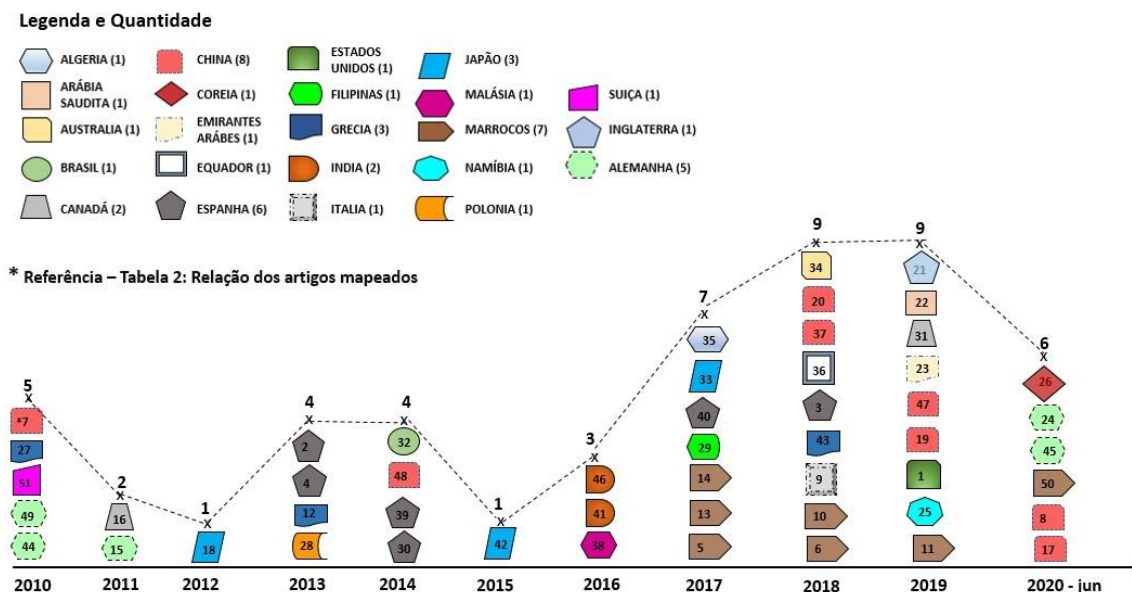 Legenda e Quantidade
ALGERIA (1)
CHINA (8)
ESTADOS
UNIDOS (1)
JAPÃO (3)
ARÁBIA
SAUDITA (1)
COREIA (1)
FILIPINAS (1)
MALÁSIA (1)
SUIÇA (1)
AUSTRALIA (1)
EMIRANTES
ARÁBES (1)
GRECIA (3)
MARROCOS (7)
INGLATERRA (1)
BRASIL (1)
EQUADOR (1)
INDIA (2)
NAMÍBIA (1)
ALEMANHA (5)
CANADÁ (2)
ESPANHA (6)
ITALIA (1)
POLONIA (1)
* Referência – Tabela 2: Relação dos artigos mapeados
5
x
*7
27
51
49
44
2
x
16
15
1
x
18
4
x
2
4
12
28
4
x
32
48
39
30
1
x
42
3
x
46
41
38
7
x
35
33
40
29
14
13
5
9
x
34
20
37
36
3
43
9
10
6
9
x
21
22
31
23
47
19
1
25
11
6
x
26
24
45
50
8
17
2010 2011 2012 2013 2014 2015 2016 2017 2018 2019 2020 - jun